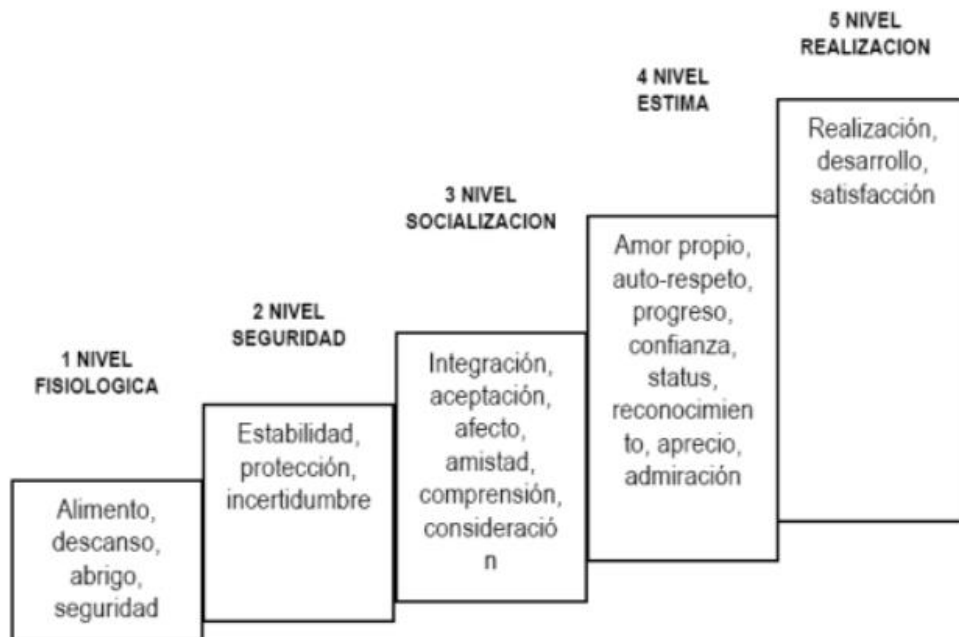 1 NIVEL
FISIOLOGICA
Alimento,
descanso,
abrigo,
seguridad
2 NIVEL
SEGURIDAD
Estabilidad,
protección,
incertidumbre
3 NIVEL
SOCIALIZACION
Integración,
aceptación,
afecto,
amistad,
comprensión,
consideració
n
4 NIVEL
ESTIMA
Amor propio,
auto-respeto,
progreso,
confianza,
status,
reconocimien
to, aprecio,
admiración
5 NIVEL
REALIZACION
Realización,
desarrollo,
satisfacción